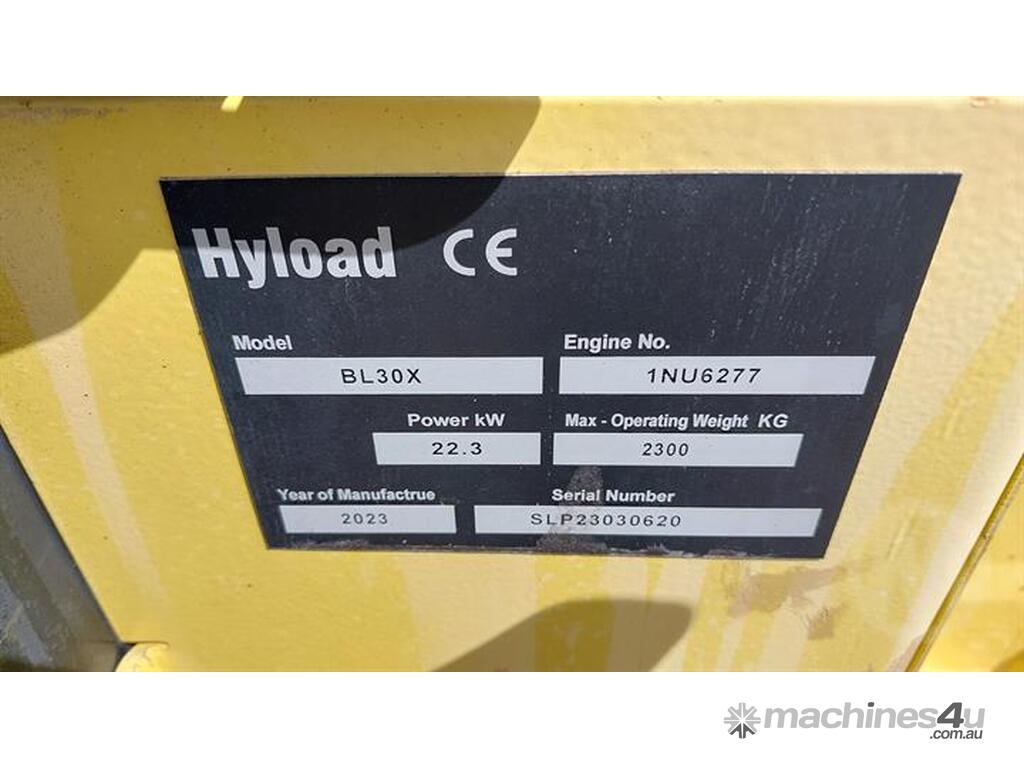 Hyload CE
Model Engine No.
BL30X 1NU6277
Power kW Max - Operating Weight KG
22.3 2300
Year of Manufactrue Serial Number
2023 SLP23030620
machines4u
.com.au